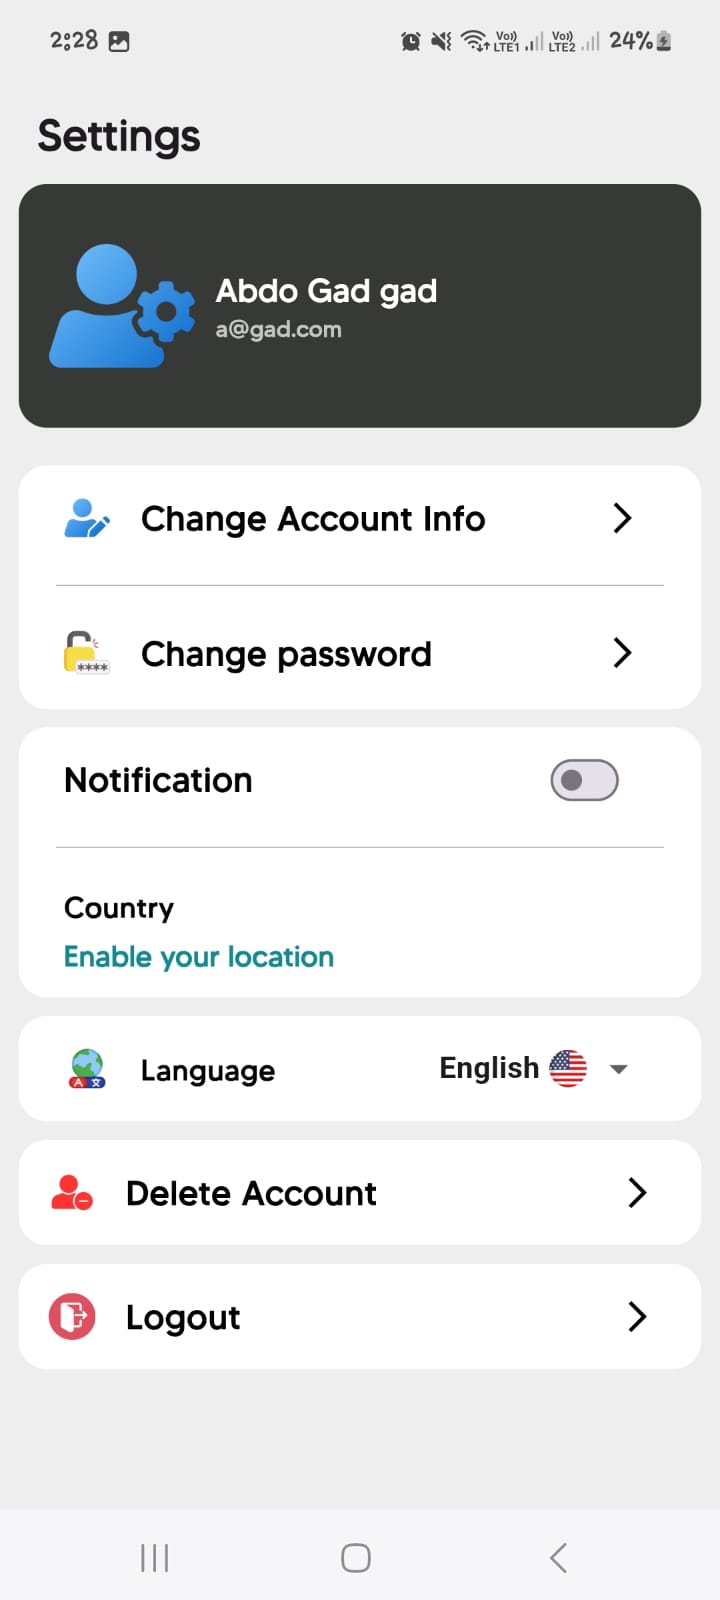 2:28
Vo))
LTE1
Vo))
LTE2
24%
Settings
Abdo Gad gad
a@gad.com
Change Account Info
****
Change password
Notification
Country
Enable your location
A 文
Language
English
Delete Account
Logout